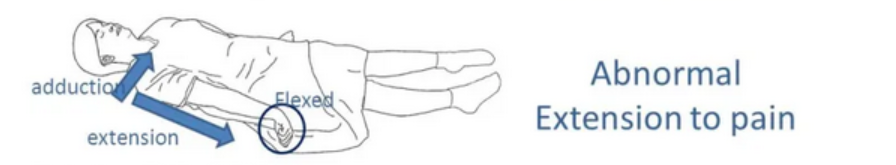 adduction
Flexed
extension
Abnormal
Extension to pain